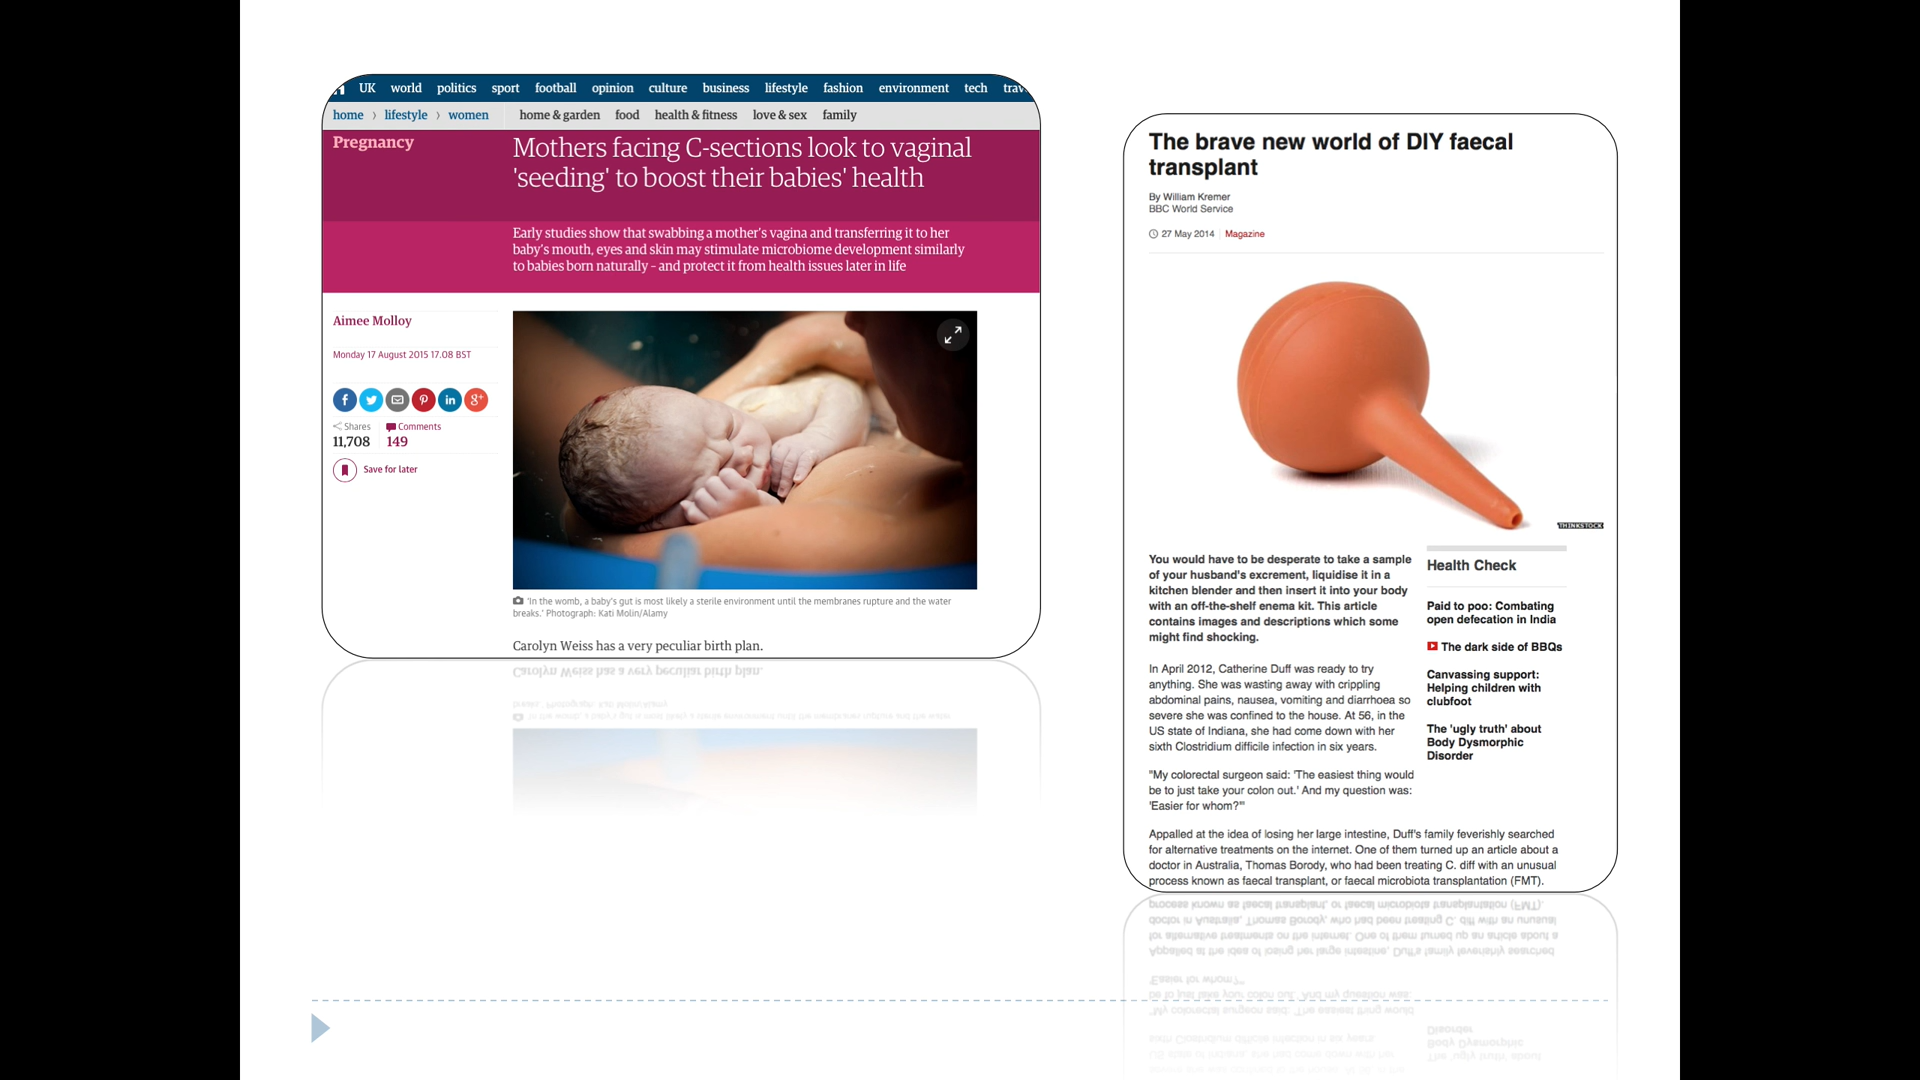 UK world politics sport football opinion culture business lifestyle fashion environment tech trav
home › lifestyle › women home & garden food health & fitness love & sex family
Pregnancy
Mothers facing C-sections look to vaginal
'seeding' to boost their babies' health
Early studies show that swabbing a mother's vagina and transferring it to her
baby's mouth, eyes and skin may stimulate microbiome development similarly
to babies born naturally – and protect it from health issues later in life
Aimee Molloy
Monday 17 August 2015 17.08 BST
Shares Comments
11,708 149
Save for later
'In the womb, a baby's gut is most likely a sterile environment until the membranes rupture and the water
breaks.' Photograph: Kati Molin/Alamy
Carolyn Weiss has a very peculiar birth plan.
The brave new world of DIY faecal
transplant
By William Kremer
BBC World Service
27 May 2014 Magazine
THINKSTOCK
You would have to be desperate to take a sample
of your husband's excrement, liquidise it in a
kitchen blender and then insert it into your body
with an off-the-shelf enema kit. This article
contains images and descriptions which some
might find shocking.
In April 2012, Catherine Duff was ready to try
anything. She was wasting away with crippling
abdominal pains, nausea, vomiting and diarrhoea so
severe she was confined to the house. At 56, in the
US state of Indiana, she had come down with her
sixth Clostridium difficile infection in six years.
"My colorectal surgeon said: 'The easiest thing would
be to just take your colon out.' And my question was:
'Easier for whom?'"
Appalled at the idea of losing her large intestine, Duff's family feverishly searched
for alternative treatments on the internet. One of them turned up an article about a
doctor in Australia, Thomas Borody, who had been treating C. diff with an unusual
process known as faecal transplant, or faecal microbiota transplantation (FMT).
Health Check
Paid to poo: Combating
open defecation in India
The dark side of BBQs
Canvassing support:
Helping children with
clubfoot
The 'ugly truth' about
Body Dysmorphic
Disorder